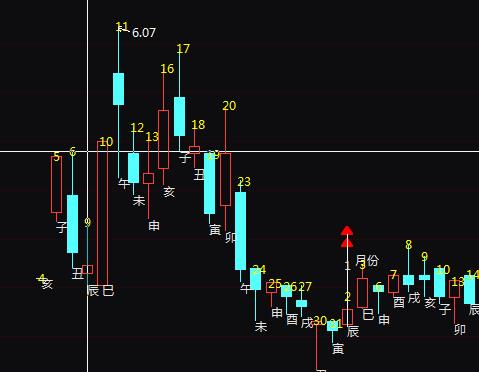 11
6.07
17
16
20
12
18
13
10
5
6
19
子
丑
午
亥
23
未
寅
9
申
卯
8
9
丑
月份
24
1
3
10
7
14
4
亥
辰
巳
午
25
26
27
6
13
2
酉
戌
亥
子
申
巳
申
未
酉
戌
30
31
辰
卯
辰
寅